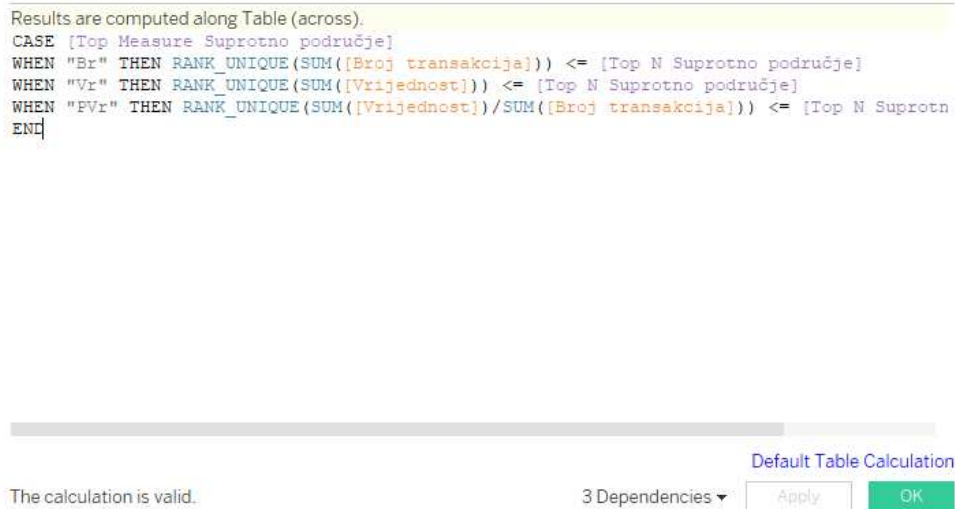 Results are computed along Table (across).
CASE [Top Measure Suprotno područje]
WHEN "Br" THEN RANK_UNIQUE(SUM([Broj transakcija])) <= [Top N Suprotno područje]
WHEN "Vr" THEN RANK_UNIQUE(SUM([Vrijednost])) <= [Top N Suprotno područje]
WHEN "PVr" THEN RANK_UNIQUE(SUM([Vrijednost])/SUM([Broj transakcija])) <= [Top N Suprotn
END
Default Table Calculation
The calculation is valid. 3 Dependencies Apply OK